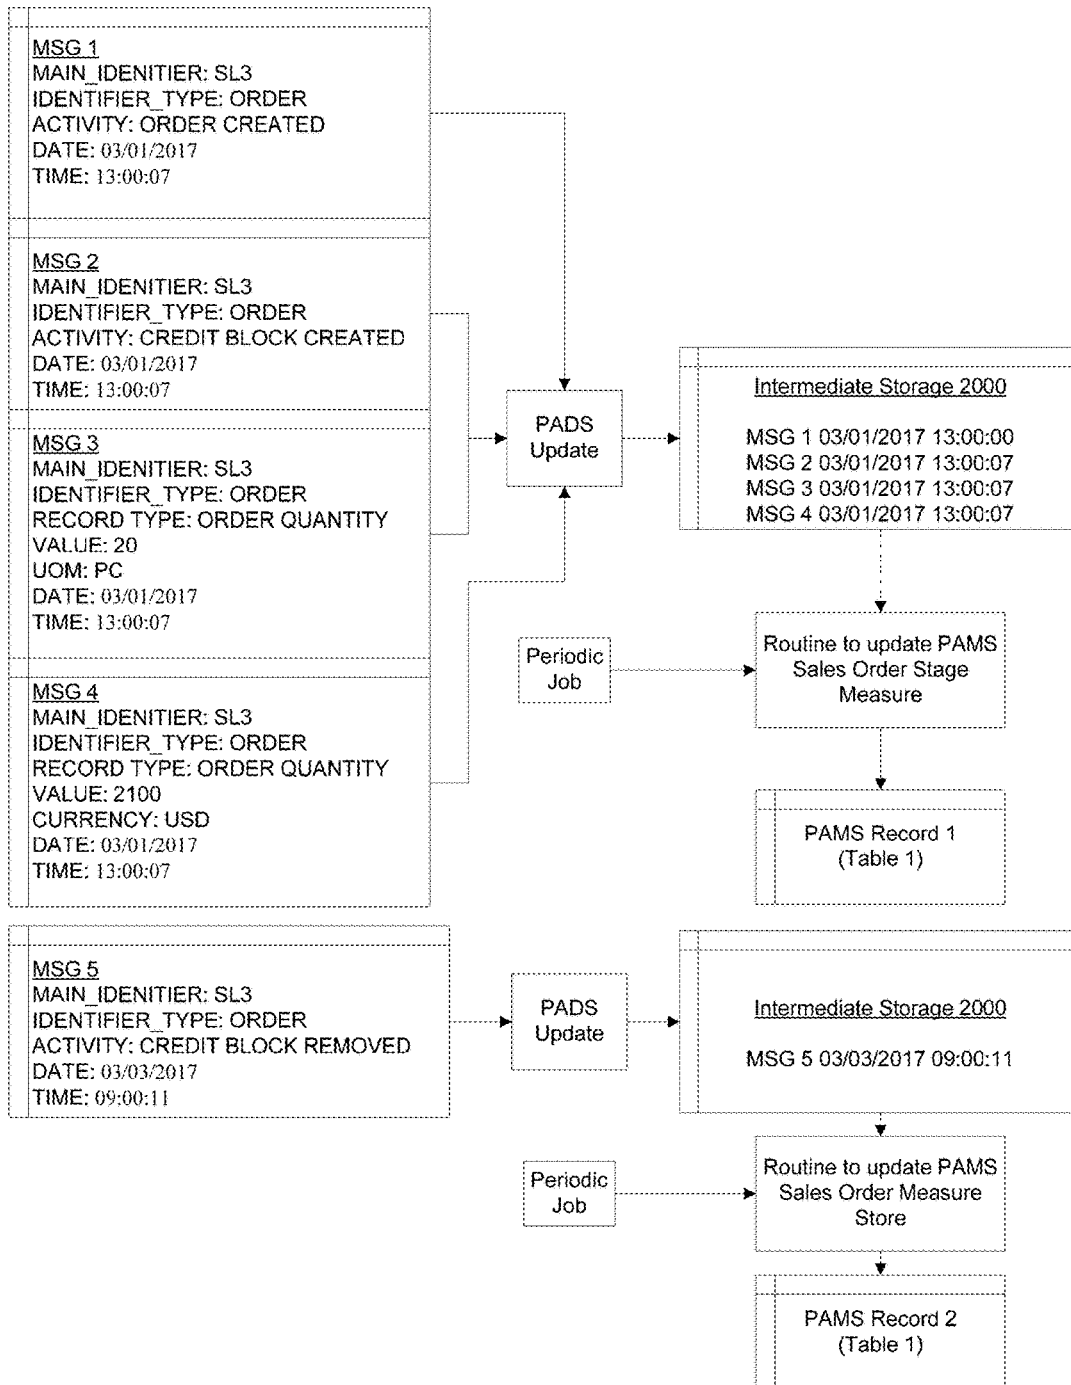 MSG 1
MAIN_IDENITIER: SL3
IDENTIFIER_TYPE: ORDER
ACTIVITY: ORDER CREATED
DATE: 03/01/2017
TIME: 13:00:07
MSG 2
MAIN_IDENITIER: SL3
IDENTIFIER_TYPE: ORDER
ACTIVITY: CREDIT BLOCK CREATED
DATE: 03/01/2017
TIME: 13:00:07
MSG 3
MAIN_IDENITIER: SL3
IDENTIFIER_TYPE: ORDER
RECORD TYPE: ORDER QUANTITY
VALUE: 20
UOM: PC
DATE: 03/01/2017
TIME: 13:00:07
MSG 4
MAIN_IDENITIER: SL3
IDENTIFIER_TYPE: ORDER
RECORD TYPE: ORDER QUANTITY
VALUE: 2100
CURRENCY: USD
DATE: 03/01/2017
TIME: 13:00:07
PADS
Update
Intermediate Storage 2000
MSG 1 03/01/2017 13:00:00
MSG 2 03/01/2017 13:00:07
MSG 3 03/01/2017 13:00:07
MSG 4 03/01/2017 13:00:07
Periodic
Job
Routine to update PAMS
Sales Order Stage
Measure
PAMS Record 1
(Table 1)
MSG 5
MAIN_IDENITIER: SL3
IDENTIFIER_TYPE: ORDER
ACTIVITY: CREDIT BLOCK REMOVED
DATE: 03/03/2017
TIME: 09:00:11
PADS
Update
Intermediate Storage 2000
MSG 5 03/03/2017 09:00:11
Periodic
Job
Routine to update PAMS
Sales Order Measure
Store
PAMS Record 2
(Table 1)